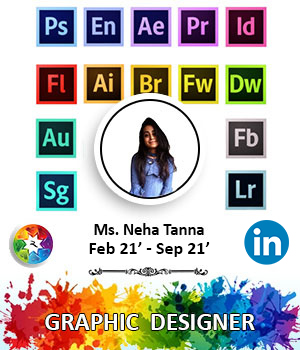 Ps En Ae Pr Id
Fl Ai Br Fw Dw
Au Fb
Sg Lr
Ms. Neha Tanna
Feb 21’ - Sep 21’
in
GRAPHIC DESIGNER